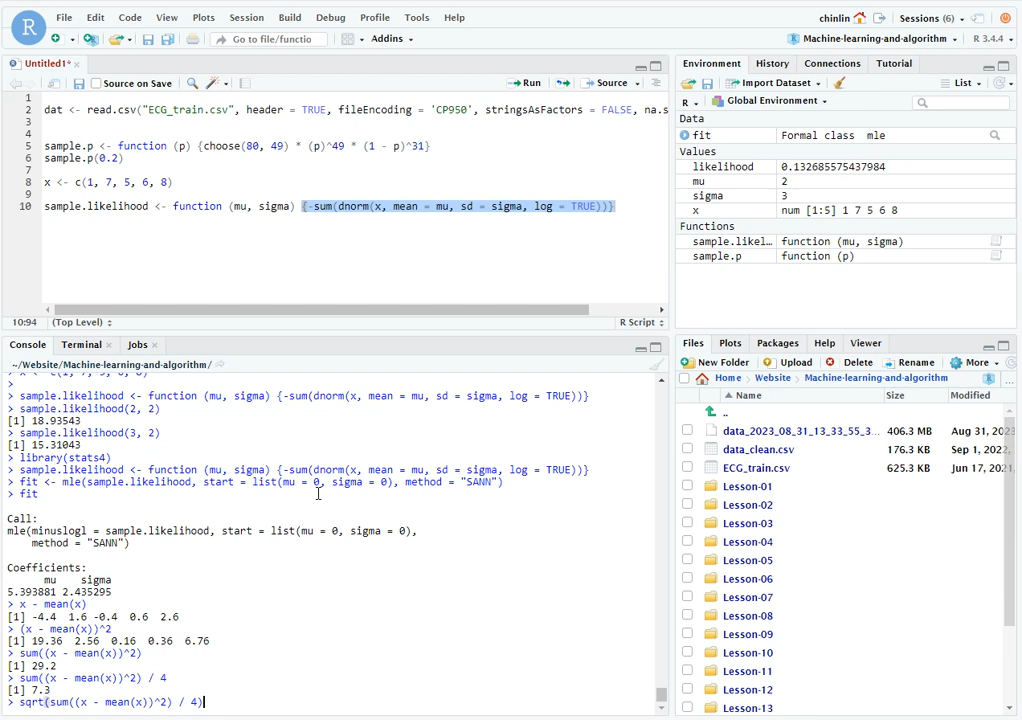 File Edit Code View Plots Session Build Debug Profile Tools Help
chinlin Sessions (6)
Go to file/functio Addins
Machine-learning-and-algorithm R 3.4.4
Untitled1*
Source on Save Run Source
1
2 dat <- read.csv("ECG_train.csv", header = TRUE, fileEncoding = 'CP950', stringsAsFactors = FALSE, na.s
3
4
5 sample.p <- function (p) {choose(80, 49) * (p)^49 * (1 - p)^31}
6 sample.p(0.2)
7
8 x <- c(1, 7, 5, 6, 8)
9
10 sample.likelihood <- function (mu, sigma) {-sum(dnorm(x, mean = mu, sd = sigma, log = TRUE))}
10:94 (Top Level) R Script
Console Terminal Jobs
~/Website/Machine-learning-and-algorithm/
>
> sample.likelihood <- function (mu, sigma) {-sum(dnorm(x, mean = mu, sd = sigma, log = TRUE))}
> sample.likelihood(2, 2)
[1] 18.93543
> sample.likelihood(3, 2)
[1] 15.31043
> library(stats4)
> sample.likelihood <- function (mu, sigma) {-sum(dnorm(x, mean = mu, sd = sigma, log = TRUE))}
> fit <- mle(sample.likelihood, start = list(mu = 0, sigma = 0), method = "SANN")
> fit
Call:
mle(minuslogl = sample.likelihood, start = list(mu = 0, sigma = 0),
method = "SANN")
Coefficients:
mu sigma
5.393881 2.435295
> x - mean(x)
[1] -4.4 1.6 -0.4 0.6 2.6
> (x - mean(x))^2
[1] 19.36 2.56 0.16 0.36 6.76
> sum((x - mean(x))^2)
[1] 29.2
> sum((x - mean(x))^2) / 4
[1] 7.3
> sqrt(sum((x - mean(x))^2) / 4)
Environment History Connections Tutorial
Import Dataset List
R Global Environment
Data
fit Formal class mle
Values
likelihood 0.132685575437984
mu 2
sigma 3
x num [1:5] 1 7 5 6 8
Functions
sample.likel… function (mu, sigma)
sample.p function (p)
Files Plots Packages Help Viewer
New Folder Upload Delete Rename More
Home Website Machine-learning-and-algorithm ...
Name Size Modified
..
data_2023_08_31_13_33_55_3... 406.3 MB Aug 31, 202
data_clean.csv 176.3 KB Sep 1, 2022,
ECG_train.csv 625.3 KB Jun 17, 2021
Lesson-01
Lesson-02
Lesson-03
Lesson-04
Lesson-05
Lesson-06
Lesson-07
Lesson-08
Lesson-09
Lesson-10
Lesson-11
Lesson-12
Lesson-13